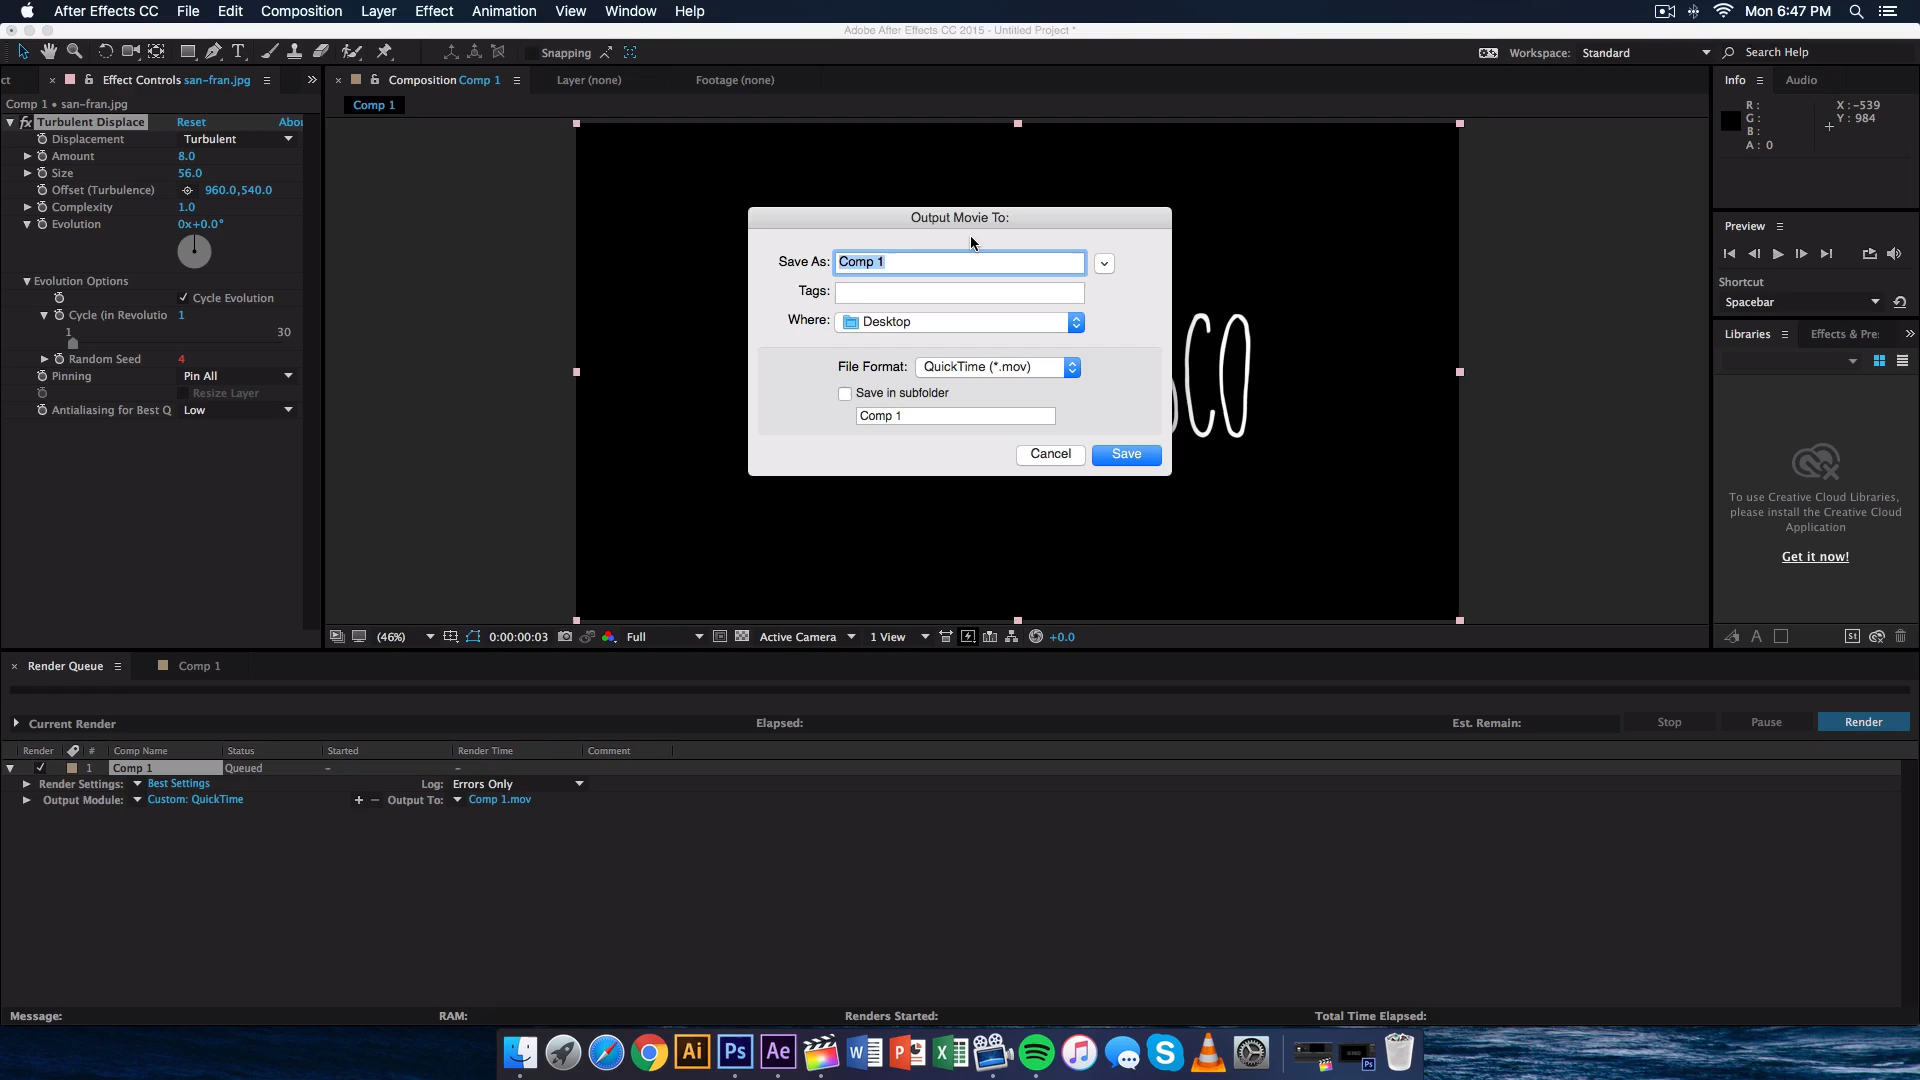 After Effects CC File Edit Composition Layer Effect Animation View Window Help Mon 6:47 PM
Adobe After Effects CC 2015 - Untitled Project *
Snapping Workspace: Standard Search Help
ct × Effect Controls san-fran.jpg × Composition Comp 1 Layer (none) Footage (none) Info Audio
Comp 1 • san-fran.jpg Comp 1
fx Turbulent Displace Reset Abou
Displacement Turbulent
Amount 8.0
Size 56.0
Offset (Turbulence) 960.0,540.0
Complexity 1.0
Evolution 0x+0.0°
Evolution Options
Cycle Evolution
Cycle (in Revolutio 1
1 30
Random Seed 4
Pinning Pin All
Resize Layer
Antialiasing for Best Q Low
Output Movie To:
Save As: Comp 1
Tags:
Where: Desktop
File Format: QuickTime (*.mov)
Save in subfolder
Comp 1
Cancel Save
CO
R: X: -539
G: Y: 984
B:
A: 0
Preview
Shortcut
Spacebar
Libraries Effects & Pre:
To use Creative Cloud Libraries,
please install the Creative Cloud
Application
Get it now!
(46%) 0:00:00:03 Full Active Camera 1 View +0.0 St
× Render Queue Comp 1
Current Render Elapsed: Est. Remain: Stop Pause Render
Render # Comp Name Status Started Render Time Comment
1 Comp 1 Queued – –
Render Settings: Best Settings Log: Errors Only
Output Module: Custom: QuickTime + – Output To: Comp 1.mov
Message: RAM: Renders Started: Total Time Elapsed:
Ai Ps Ae